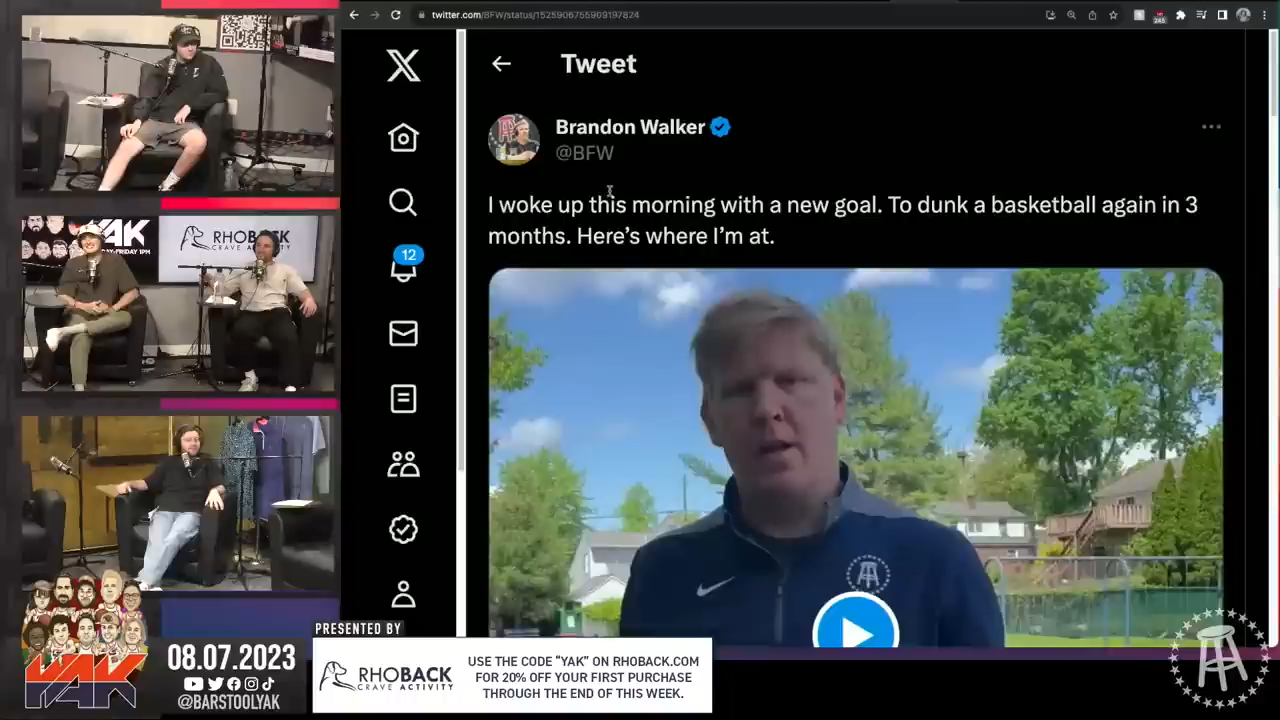 twitter.com/BFW/status/1525906755909197824
Tweet
Brandon Walker
@BFW
I woke up this morning with a new goal. To dunk a basketball again in 3
months. Here’s where I’m at.
12
YAK
RHOBACK
CRAVE ACTIVITY
YAK
08.07.2023
@BARSTOOLYAK
PRESENTED BY
RHOBACK
CRAVE ACTIVITY
USE THE CODE “YAK” ON RHOBACK.COM
FOR 20% OFF YOUR FIRST PURCHASE
THROUGH THE END OF THIS WEEK.